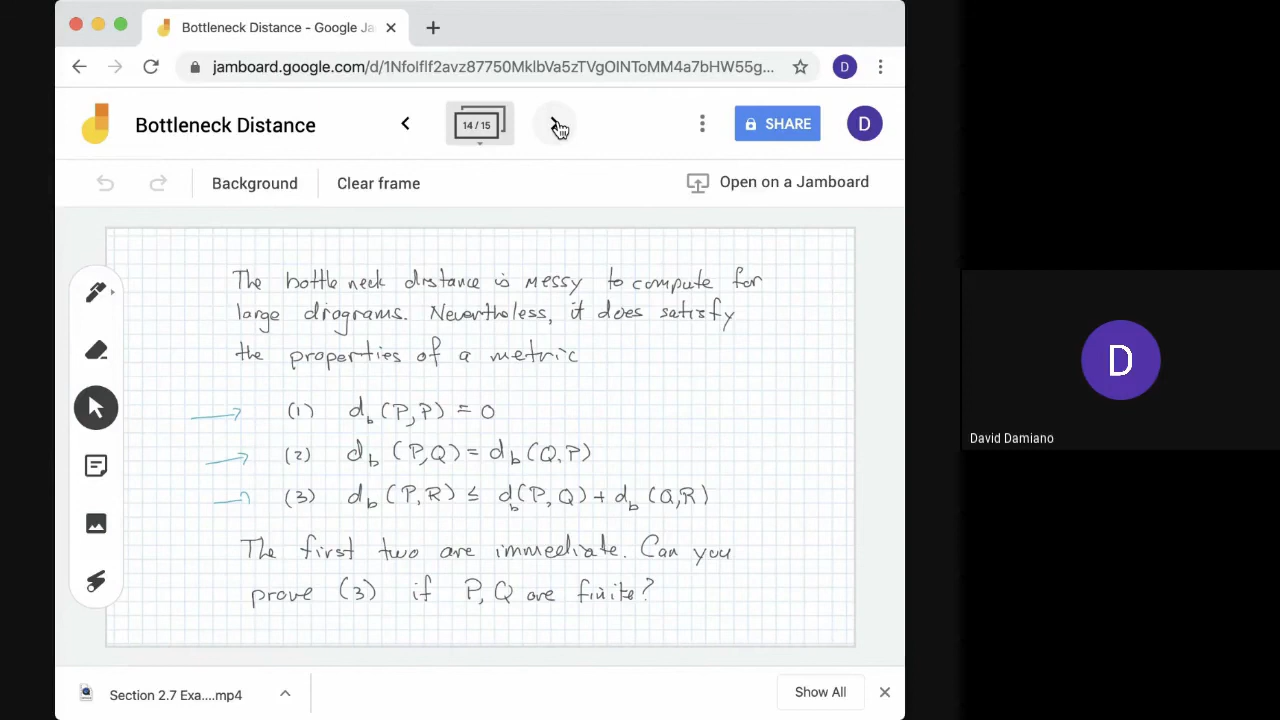 Bottleneck Distance - Google Ja
jamboard.google.com/d/1NfoIfIf2avz87750MklbVa5zTVgOINToMM4a7bHW55g...
D
Bottleneck Distance
14 / 15
SHARE
D
Background
Clear frame
Open on a Jamboard
The bottle neck distance is messy to compute for
large diagrams. Nevertheless, it does satisfy
the properties of a metric
(1) d_b (P,P) = 0
(2) d_b (P,Q) = d_b (Q,P)
(3) d_b (P,R) ≤ d_b (P,Q) + d_b (Q,R)
The first two are immediate. Can you
prove (3) if P, Q are finite?
D
David Damiano
Section 2.7 Exa....mp4
Show All